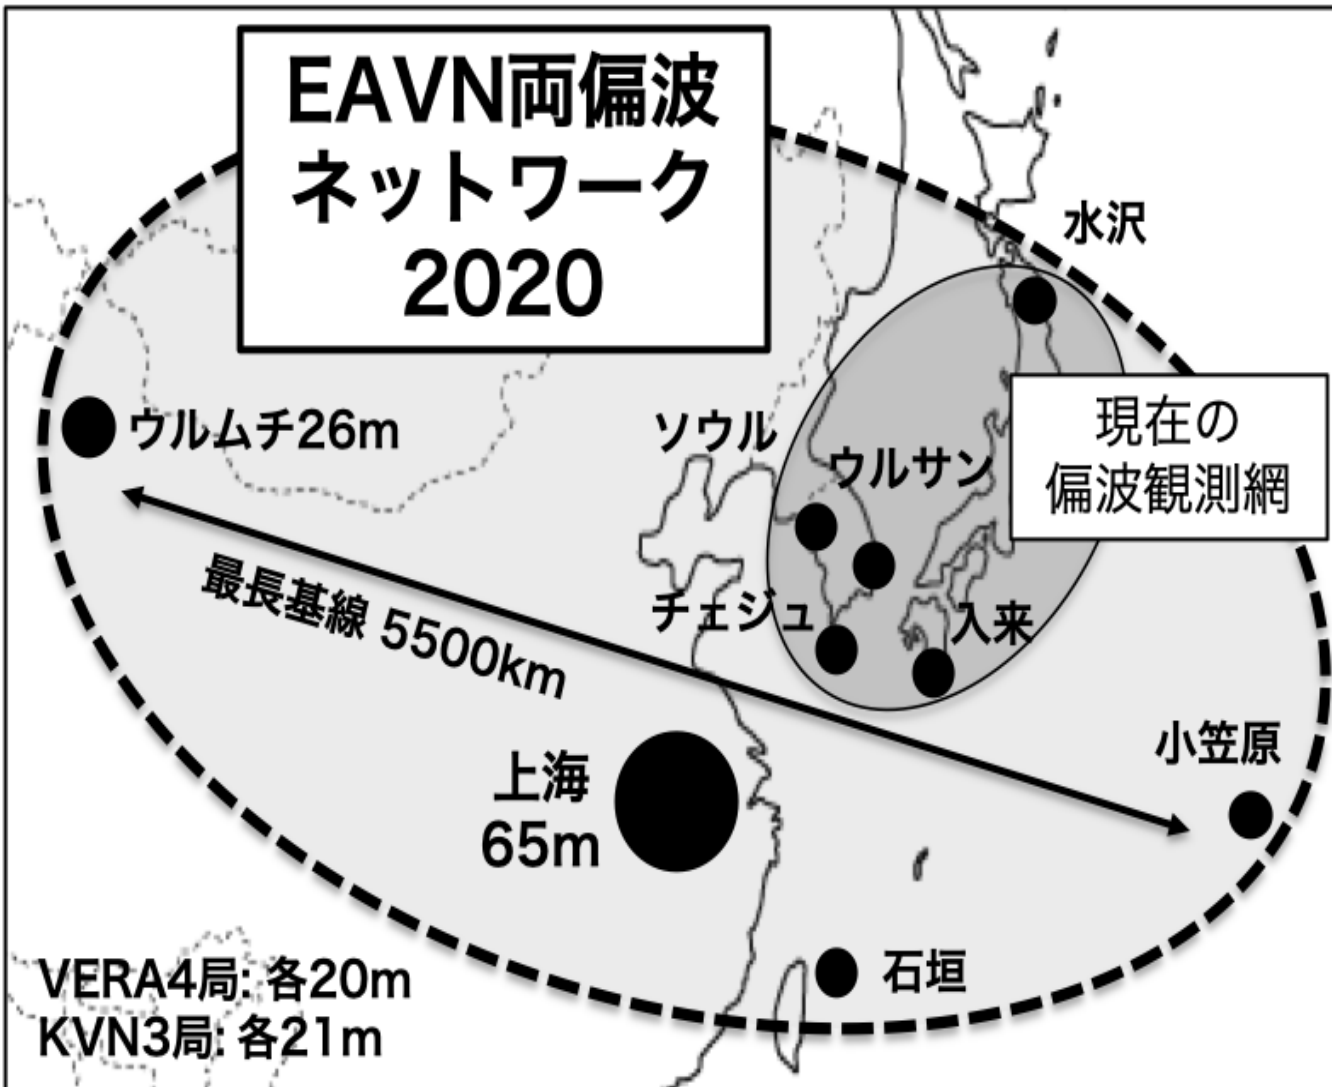 EAVN両偏波
ネットワーク
2020
水沢
現在の
偏波観測網
ウルムチ26m
ソウル
ウルサン
最長基線 5500km
チェジュ
入来
小笠原
上海
65m
石垣
VERA4局: 各20m
KVN3局: 各21m